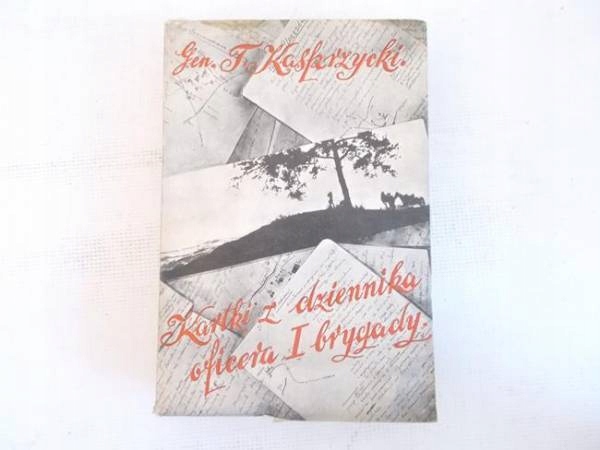 Gen. T. Kasprzycki.
Kartki z dziennika
oficera I brygady.